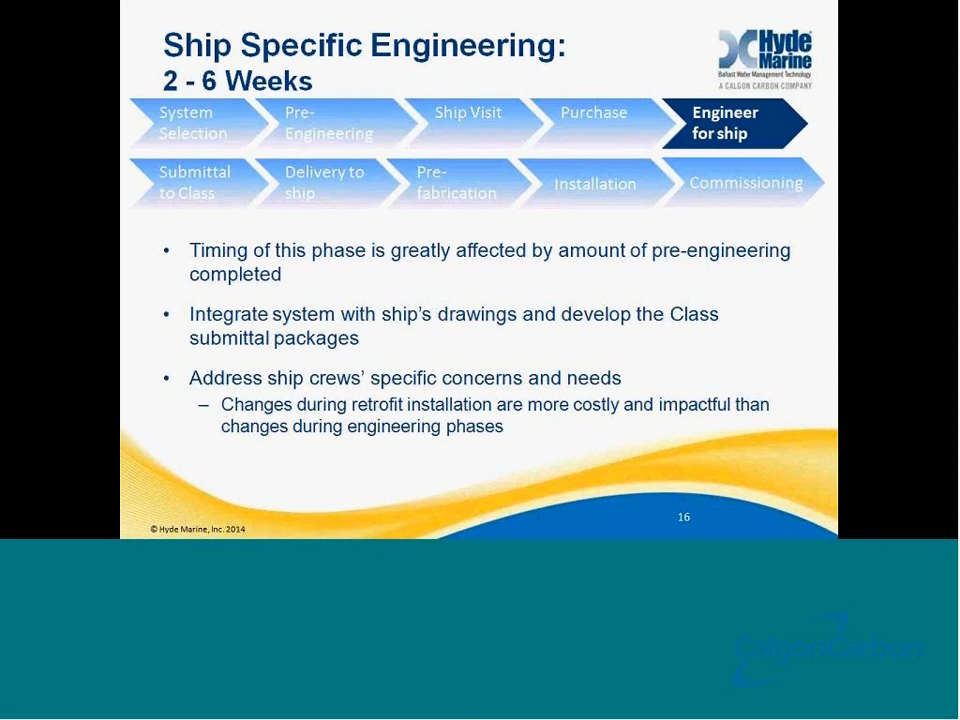 Ship Specific Engineering:
2 - 6 Weeks
Hyde
Marine
Ballast Water Management Technology
A CALGON CARBON COMPANY
System
Selection
Pre-
Engineering
Ship Visit
Purchase
Engineer
for ship
Submittal
to Class
Delivery to
ship
Pre-
fabrication
Installation
Commissioning
• Timing of this phase is greatly affected by amount of pre-engineering
completed
• Integrate system with ship's drawings and develop the Class
submittal packages
• Address ship crews' specific concerns and needs
– Changes during retrofit installation are more costly and impactful than
changes during engineering phases
16
© Hyde Marine, Inc. 2014
CalgonCarbon